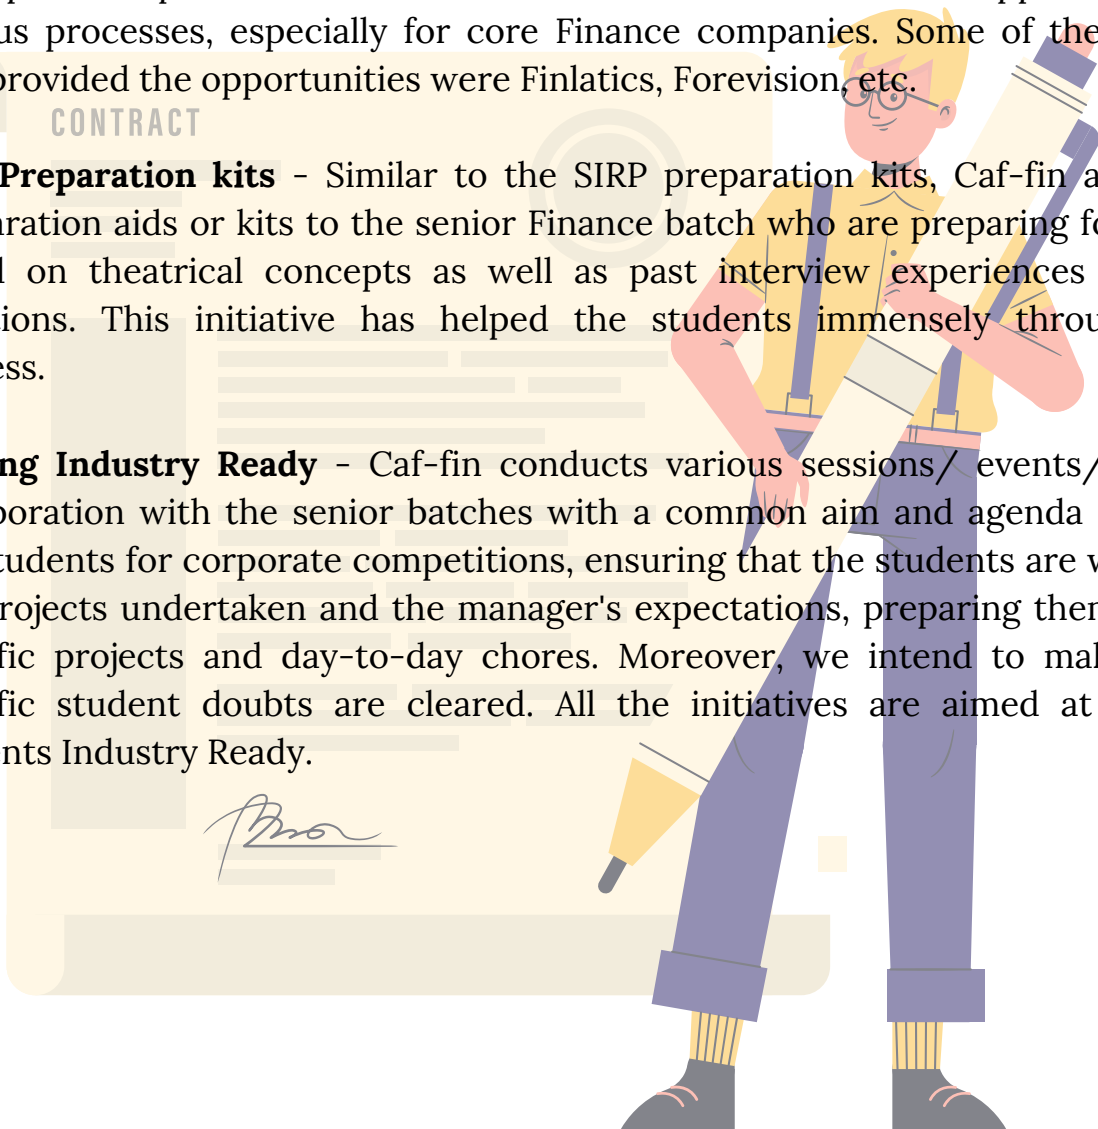 us processes, especially for core Finance companies. Some of the
provided the opportunities were Finlatics, Forevision, etc.
CONTRACT
Preparation kits - Similar to the SIRP preparation kits, Caf-fin a
aration aids or kits to the senior Finance batch who are preparing fo
l on theatrical concepts as well as past interview experiences
tions. This initiative has helped the students immensely throu
ess.
ng Industry Ready - Caf-fin conducts various sessions/ events/
boration with the senior batches with a common aim and agenda
tudents for corporate competitions, ensuring that the students are w
rojects undertaken and the manager's expectations, preparing them
fic projects and day-to-day chores. Moreover, we intend to mak
fic student doubts are cleared. All the initiatives are aimed at
ents Industry Ready.